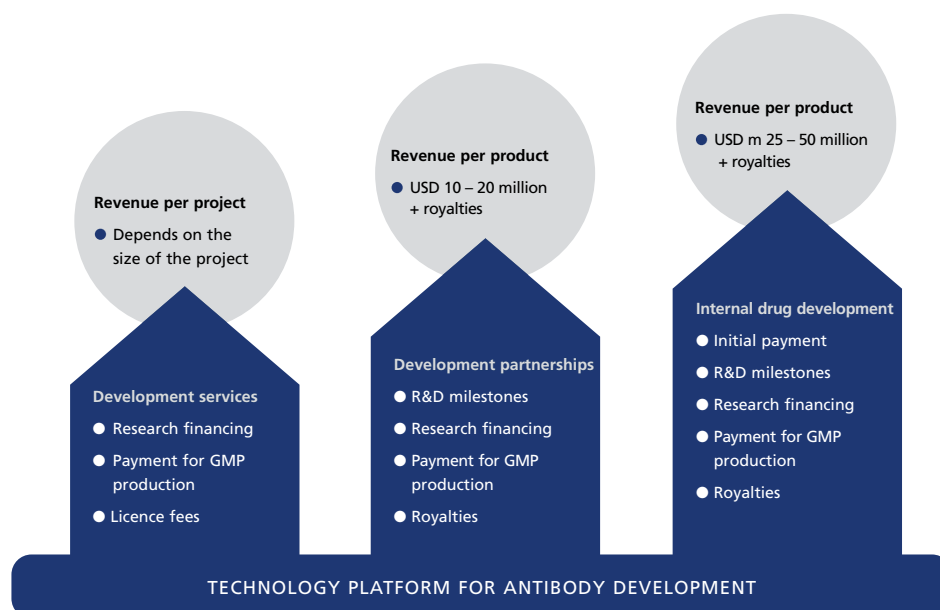 Revenue per project
● Depends on the
size of the project
Development services
● Research financing
● Payment for GMP
production
● Licence fees
Revenue per product
● USD 10 – 20 million
+ royalties
Development partnerships
● R&D milestones
● Research financing
● Payment for GMP
production
● Royalties
Revenue per product
● USD m 25 – 50 million
+ royalties
Internal drug development
● Initial payment
● R&D milestones
● Research financing
● Payment for GMP
production
● Royalties
TECHNOLOGY PLATFORM FOR ANTIBODY DEVELOPMENT